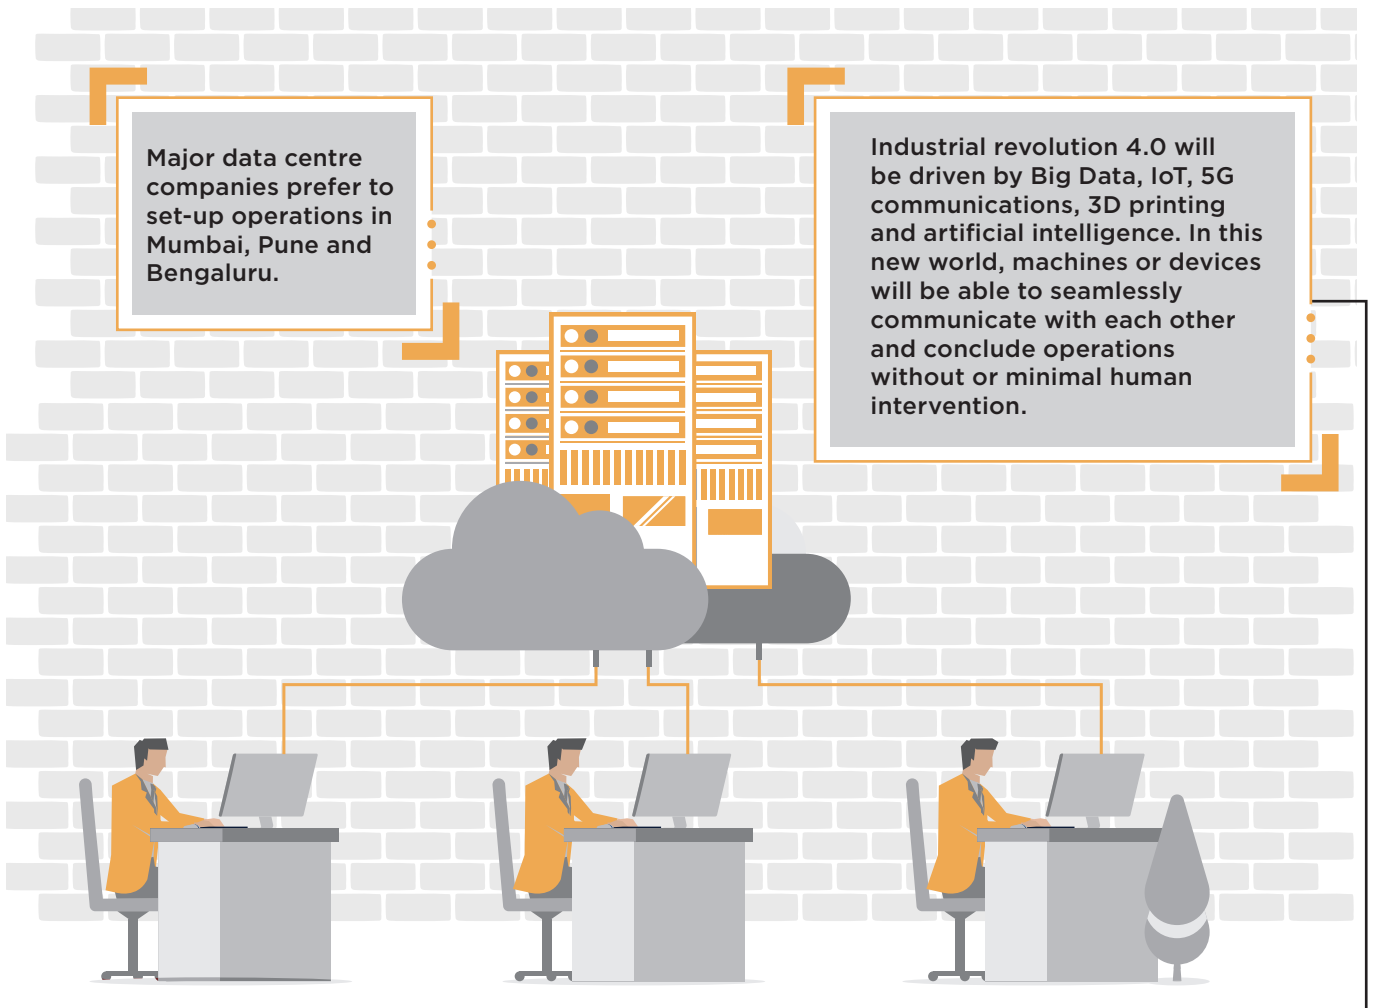 Major data centre
companies prefer to
set-up operations in
Mumbai, Pune and
Bengaluru.
Industrial revolution 4.0 will
be driven by Big Data, IoT, 5G
communications, 3D printing
and artificial intelligence. In this
new world, machines or devices
will be able to seamlessly
communicate with each other
and conclude operations
without or minimal human
intervention.